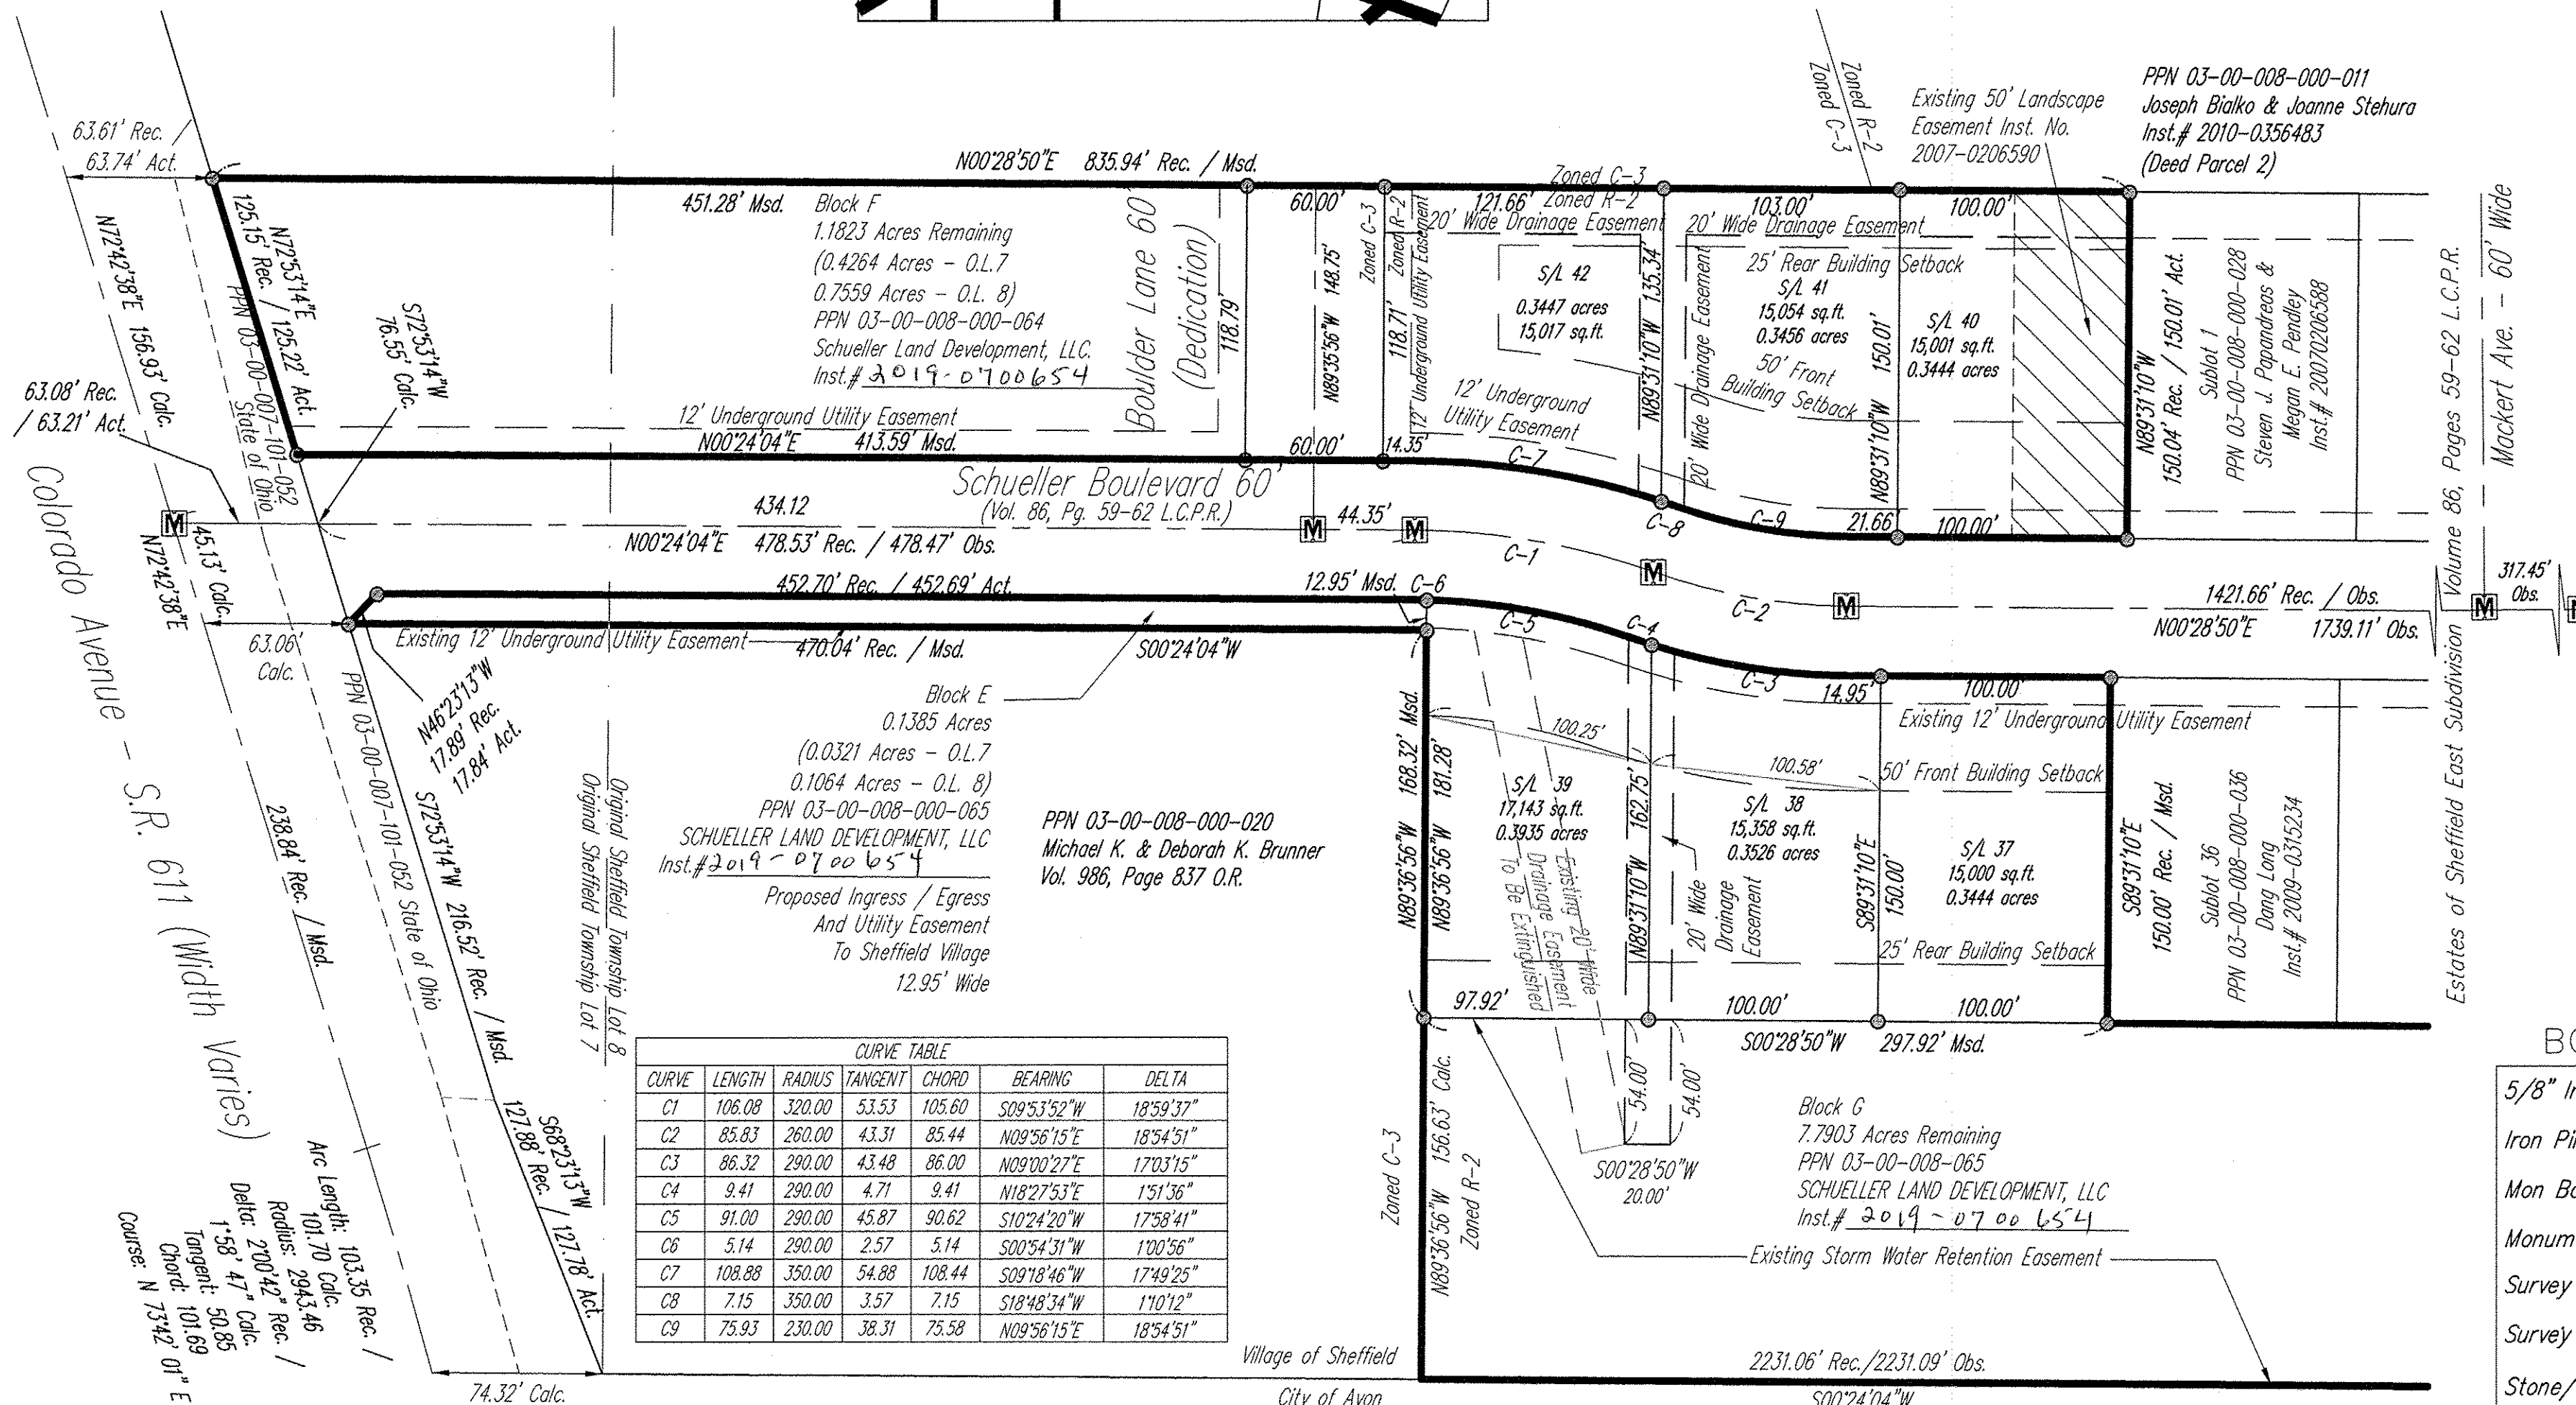 63.61' Rec.
63.74' Act.
N00°28'50"E 835.94' Rec. / Msd.
Zoned C-3
Zoned R-2
Zoned R-2
Zoned C-3
Existing 50' Landscape
Easement Inst. No.
2007-0206590
PPN 03-00-008-000-011
Joseph Bialko & Joanne Stehura
Inst.# 2010-0356483
(Deed Parcel 2)
451.28' Msd.
60.00'
121.66'
103.00'
100.00'
Block F
1.1823 Acres Remaining
(0.4264 Acres - O.L.7
0.7559 Acres - O.L. 8)
PPN 03-00-008-000-064
Schueller Land Development, LLC.
Inst.# 2019-0700654
Boulder Lane 60'
(Dedication)
118.79'
N89°35'56"W 148.75'
118.71'
Zoned C-3
Zoned R-2
12' Underground Utility Easement
20' Wide Drainage Easement
20' Wide Drainage Easement
S/L 42
0.3447 acres
15,017 sq.ft.
12' Underground
Utility Easement
N89°31'10"W 135.34'
20' Wide Drainage Easement
25' Rear Building Setback
S/L 41
15,054 sq.ft.
0.3456 acres
50' Front
Building Setback
N89°31'10"W 150.01'
S/L 40
15,001 sq.ft.
0.3444 acres
N89°31'10"W
150.04' Rec. / 150.01' Act.
Sublot 1
PPN 03-00-008-000-028
Steven J. Papandreas &
Megan E. Pendley
Inst.# 20070206588
Estates of Sheffield East Subdivision Volume 86, Pages 59-62 L.C.P.R.
Mackert Ave. - 60' Wide
N72°42'38"E 156.93' Calc.
N72°53'14"E
125.15' Rec. / 125.22' Act.
PPN 03-00-007-101-052
State of Ohio
S72°53'14"W
76.55' Calc.
63.08' Rec.
/ 63.21' Act.
12' Underground Utility Easement
N00°24'04"E 413.59' Msd.
60.00'
14.35'
C-7
C-8
C-9
21.66'
100.00'
Schueller Boulevard 60'
(Vol. 86, Pg. 59-62 L.C.P.R.)
434.12
44.35'
M
M
M
M
M
M
N00°24'04"E 478.53' Rec. / 478.47' Obs.
C-1
C-2
1421.66' Rec. / Obs.
N00°28'50"E 1739.11' Obs.
317.45'
Obs.
Colorado Avenue - S.R. 611 (Width Varies)
45.13' Calc.
N72°42'38"E
63.06'
Calc.
452.70' Rec. / 452.69' Act.
12.95' Msd.
C-6
C-5
C-4
C-3
14.95'
100.00'
Existing 12' Underground Utility Easement
470.04' Rec. / Msd.
S00°24'04"W
Existing 12' Underground Utility Easement
N46°23'13"W
17.89' Rec.
17.84' Act.
PPN 03-00-007-101-052 State of Ohio
S72°53'14"W 216.52' Rec. / Msd.
238.84' Rec. / Msd.
Original Sheffield Township Lot 8
Original Sheffield Township Lot 7
Block E
0.1385 Acres
(0.0321 Acres - O.L.7
0.1064 Acres - O.L. 8)
PPN 03-00-008-000-065
SCHUELLER LAND DEVELOPMENT, LLC
Inst.# 2019-0700654
Proposed Ingress / Egress
And Utility Easement
To Sheffield Village
12.95' Wide
PPN 03-00-008-000-020
Michael K. & Deborah K. Brunner
Vol. 986, Page 837 O.R.
N89°36'56"W 168.32' Msd.
N89°36'56"W 181.28'
100.25'
100.58'
S/L 39
17,143 sq.ft.
0.3935 acres
Existing 20' Wide
Drainage Easement
To Be Extinguished
N89°31'10"W 162.75'
20' Wide
Drainage
Easement
S/L 38
15,358 sq.ft.
0.3526 acres
S89°31'10"E
150.00'
50' Front Building Setback
S/L 37
15,000 sq.ft.
0.3444 acres
25' Rear Building Setback
S89°31'10"E
150.00' Rec. / Msd.
Sublot 36
PPN 03-00-008-000-036
Dang Long
Inst.# 2009-0315234
97.92'
100.00'
100.00'
S00°28'50"W 297.92' Msd.
54.00'
54.00'
S00°28'50"W
20.00'
Zoned C-3
N89°36'56"W 156.63' Calc.
Zoned R-2
Block G
7.7903 Acres Remaining
PPN 03-00-008-065
SCHUELLER LAND DEVELOPMENT, LLC
Inst.# 2019-0700654
Existing Storm Water Retention Easement
CURVE TABLE
CURVE LENGTH RADIUS TANGENT CHORD BEARING DELTA
C1 106.08 320.00 53.53 105.60 S09°53'52"W 18°59'37"
C2 85.83 260.00 43.31 85.44 N09°56'15"E 18°54'51"
C3 86.32 290.00 43.48 86.00 N09°00'27"E 17°03'15"
C4 9.41 290.00 4.71 9.41 N18°27'53"E 1°51'36"
C5 91.00 290.00 45.87 90.62 S10°24'20"W 17°58'41"
C6 5.14 290.00 2.57 5.14 S00°54'31"W 1°00'56"
C7 108.88 350.00 54.88 108.44 S09°18'46"W 17°49'25"
C8 7.15 350.00 3.57 7.15 S18°48'34"W 1°10'12"
C9 75.93 230.00 38.31 75.58 N09°56'15"E 18°54'51"
S68°23'13"W
127.88' Rec. / 127.78' Act.
Arc Length: 103.35 Rec. /
101.70 Calc.
Radius: 2943.46
Delta: 2°00'42" Rec. /
1°58' 47" Calc.
Tangent: 50.85
Chord: 101.69
Course: N 73°42' 01" E
74.32' Calc.
Village of Sheffield
City of Avon
2231.06' Rec./2231.09' Obs.
S00°24'04"W
BO
5/8" Ir
Iron Pi
Mon Bo
Monum
Survey
Survey
Stone/